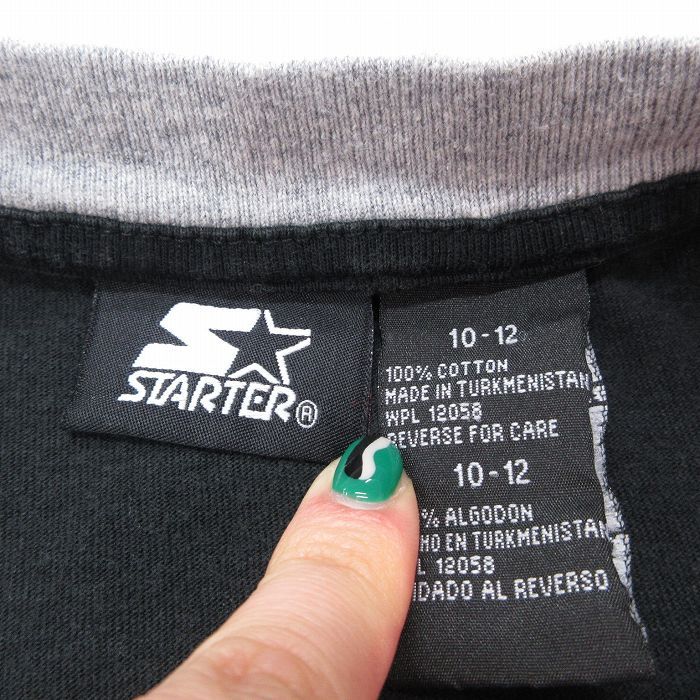 STARTER®
10-12
100% COTTON
MADE IN TURKMENISTAN
WPL 12058
REVERSE FOR CARE
10-12
% ALGODON
EN TURKMENISTAN
12058
AL REVERSO